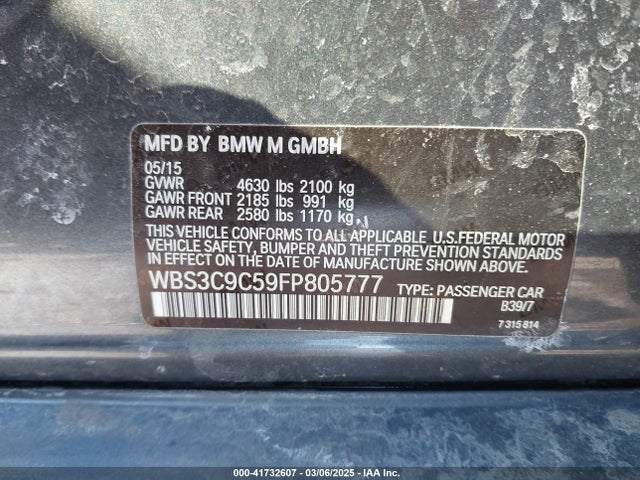 MFD BY BMW M GMBH
05/15
GVWR 4630 lbs 2100 kg
GAWR FRONT 2185 lbs 991 kg
GAWR REAR 2580 lbs 1170 kg
THIS VEHICLE CONFORMS TO ALL APPLICABLE U.S.FEDERAL MOTOR
VEHICLE SAFETY, BUMPER AND THEFT PREVENTION STANDARDS IN
EFFECT ON THE DATE OF MANUFACTURE SHOWN ABOVE.
WBS3C9C59FP805777 TYPE: PASSENGER CAR
B39/7
7 315 814
000-41732607 - 03/06/2025 - IAA Inc.